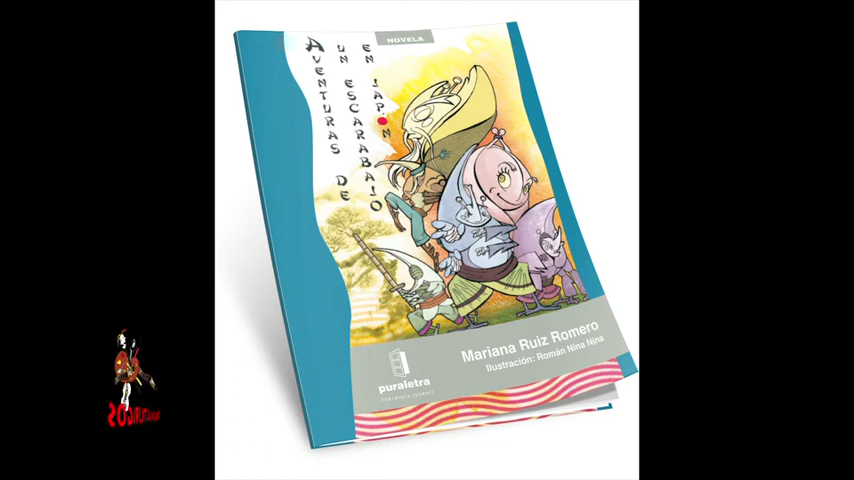 NOVELA
AVENTURAS DE
UN ESCARABAJO
EN JAPÓN
Mariana Ruiz Romero
Ilustración: Román Nina Nina
puraletra
literatura juvenil